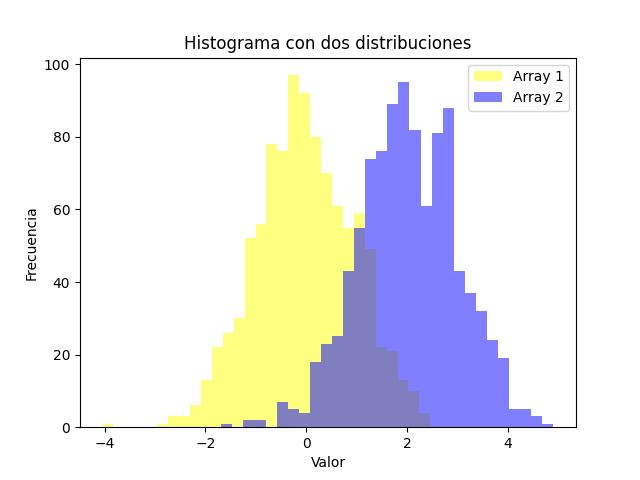 Histograma con dos distribuciones
Array 1
Array 2
100
80
60
40
20
0
Frecuencia
−4
−2
0
2
4
Valor